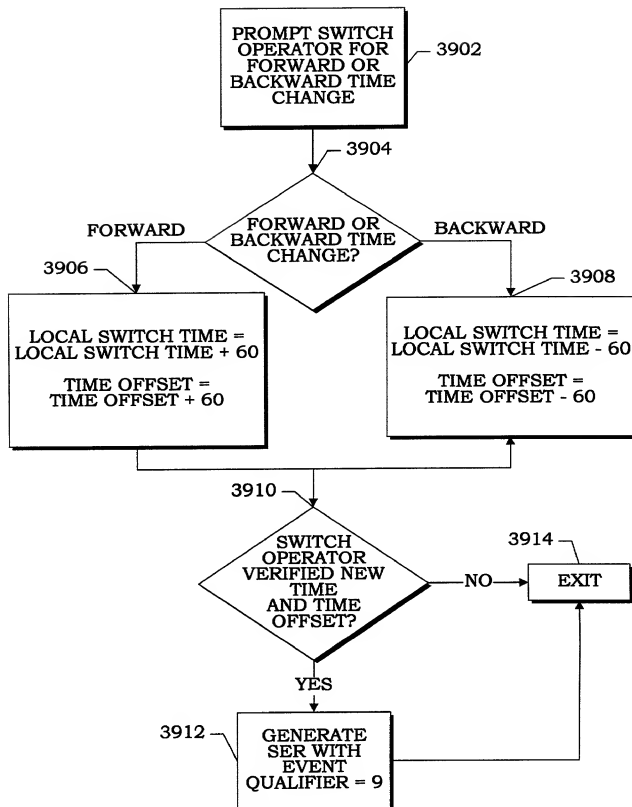 PROMPT SWITCH
OPERATOR FOR
FORWARD OR
BACKWARD TIME
CHANGE
3902
3904
FORWARD
FORWARD OR
BACKWARD TIME
CHANGE?
BACKWARD
3906
LOCAL SWITCH TIME =
LOCAL SWITCH TIME + 60
TIME OFFSET =
TIME OFFSET + 60
3908
LOCAL SWITCH TIME =
LOCAL SWITCH TIME - 60
TIME OFFSET =
TIME OFFSET - 60
3910
SWITCH
OPERATOR
VERIFIED NEW
TIME
AND TIME
OFFSET?
NO
3914
EXIT
YES
3912
GENERATE
SER WITH
EVENT
QUALIFIER = 9